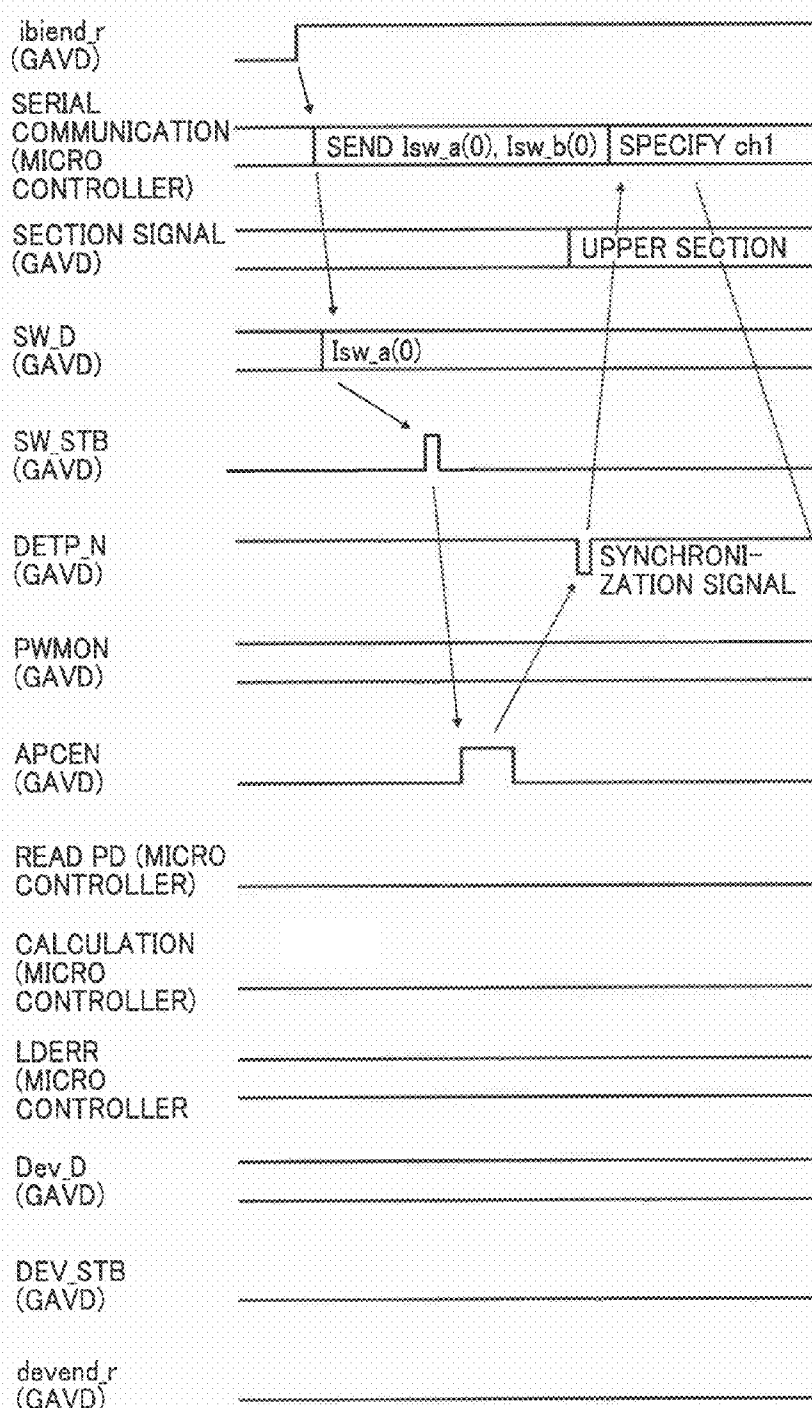 ibiend_r
(GAVD)
SERIAL
COMMUNICATION
(MICRO
CONTROLLER)
SEND Isw_a(0), Isw_b(0)
SPECIFY ch1
SECTION SIGNAL
(GAVD)
UPPER SECTION
SW_D
(GAVD)
Isw_a(0)
SW_STB
(GAVD)
DETP_N
(GAVD)
SYNCHRONI-
ZATION SIGNAL
PWMON
(GAVD)
APCEN
(GAVD)
READ PD (MICRO
CONTROLLER)
CALCULATION
(MICRO
CONTROLLER)
LDERR
(MICRO
CONTROLLER
Dev_D
(GAVD)
DEV_STB
(GAVD)
devend_r
(GAVD)